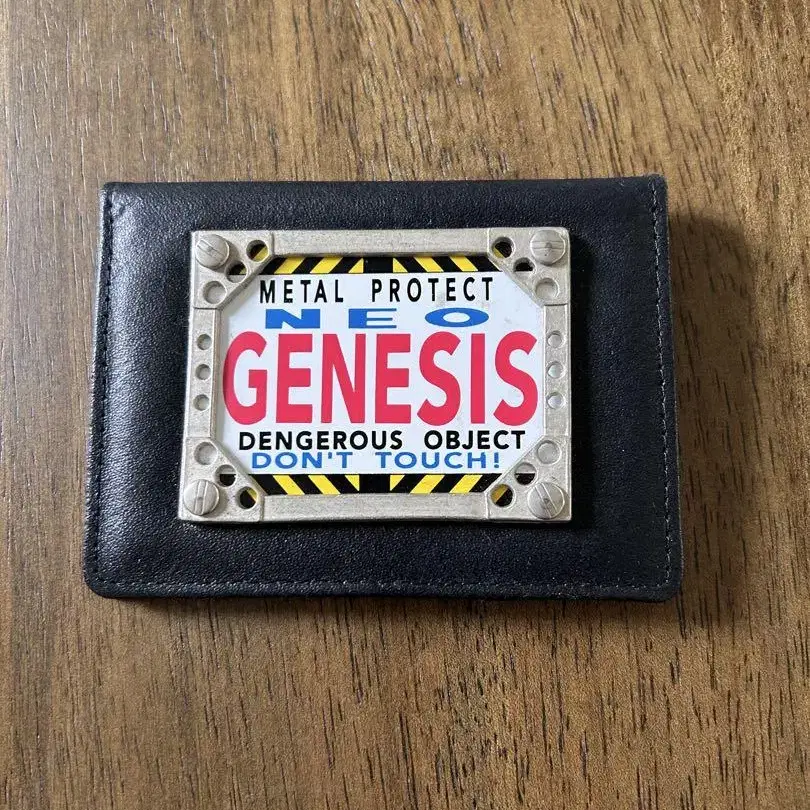 METAL PROTECT
NEO
GENESIS
DENGEROUS OBJECT
DON'T TOUCH!